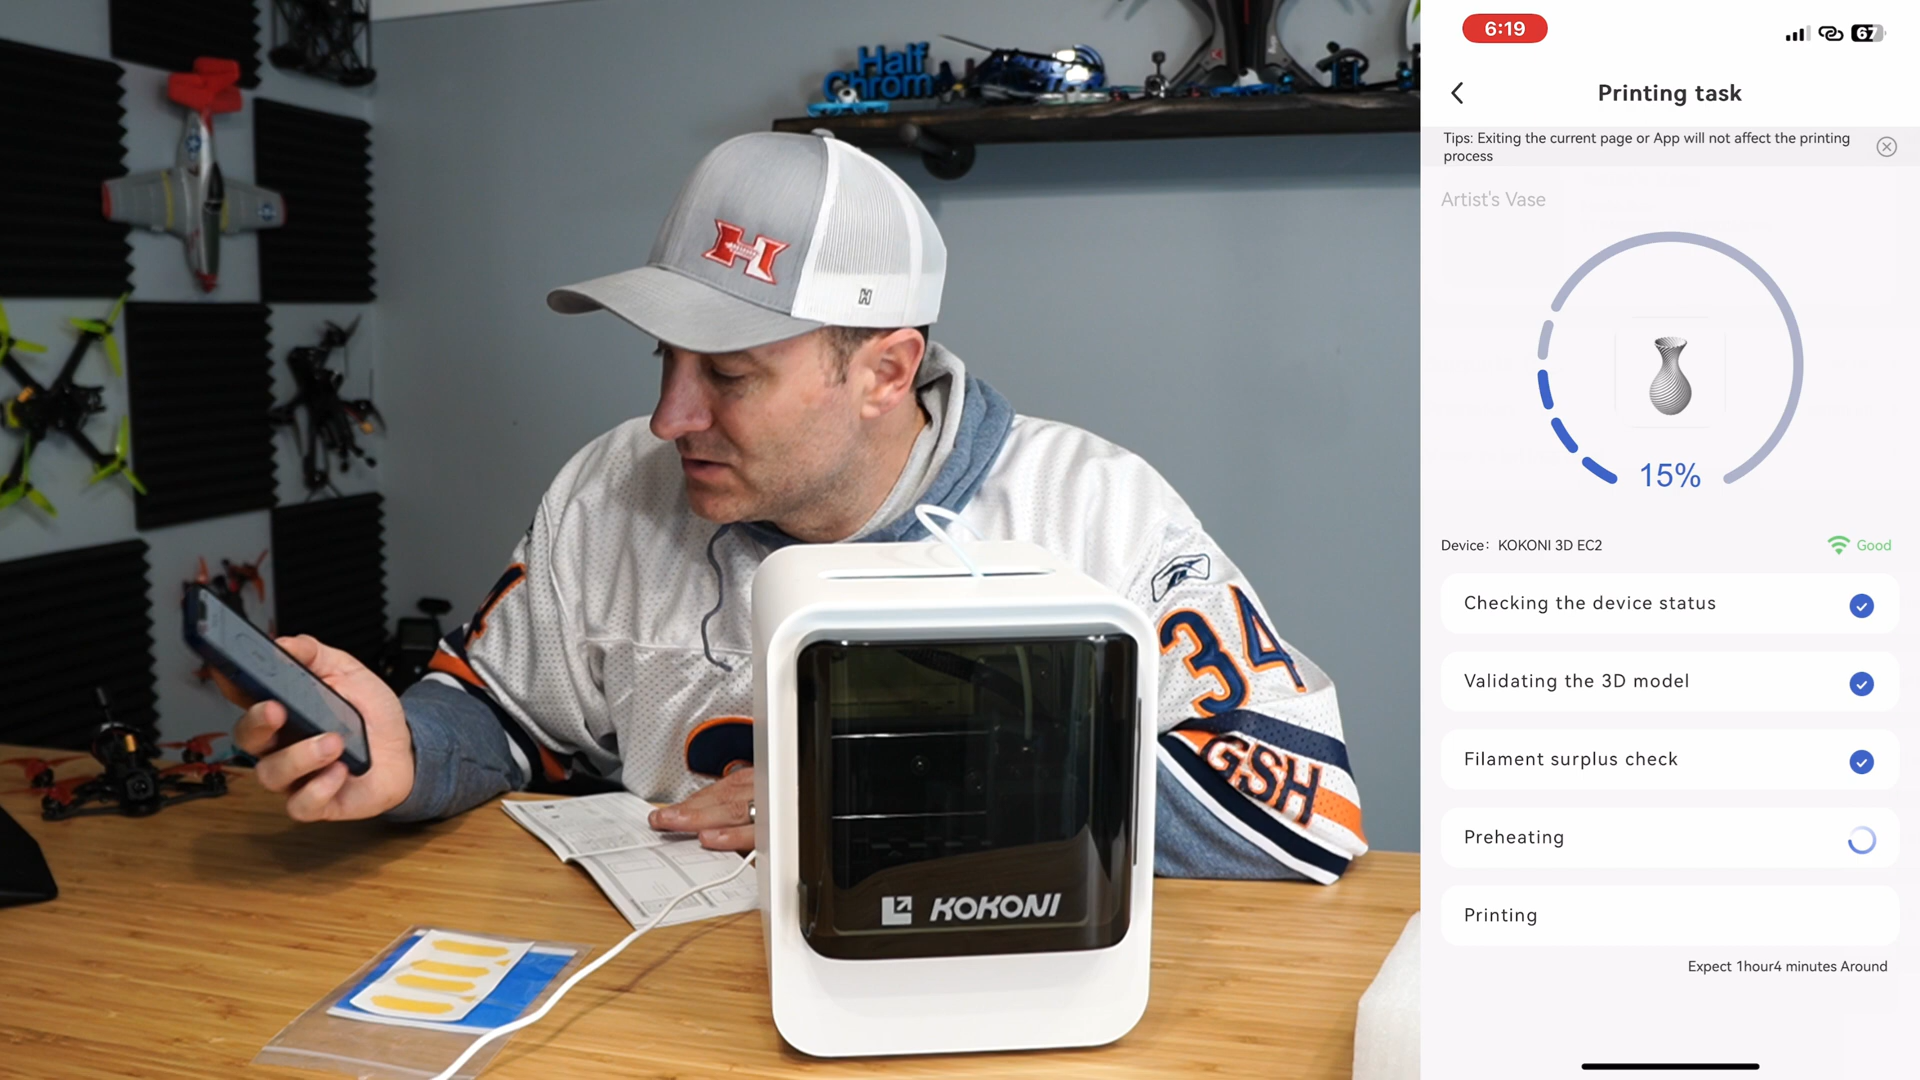 Half
Chrom
H
H
34
GSH
KOKONI
6:19
67
Printing task
Tips: Exiting the current page or App will not affect the printing
process
Artist's Vase
15%
Device: KOKONI 3D EC2
Good
Checking the device status
Validating the 3D model
Filament surplus check
Preheating
Printing
Expect 1hour4 minutes Around